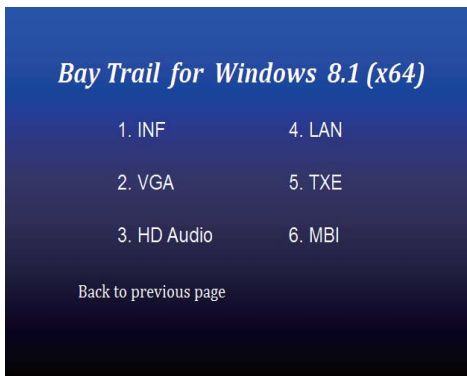 Bay Trail for Windows 8.1 (x64)
1. INF
2. VGA
3. HD Audio
4. LAN
5. TXE
6. MBI
Back to previous page